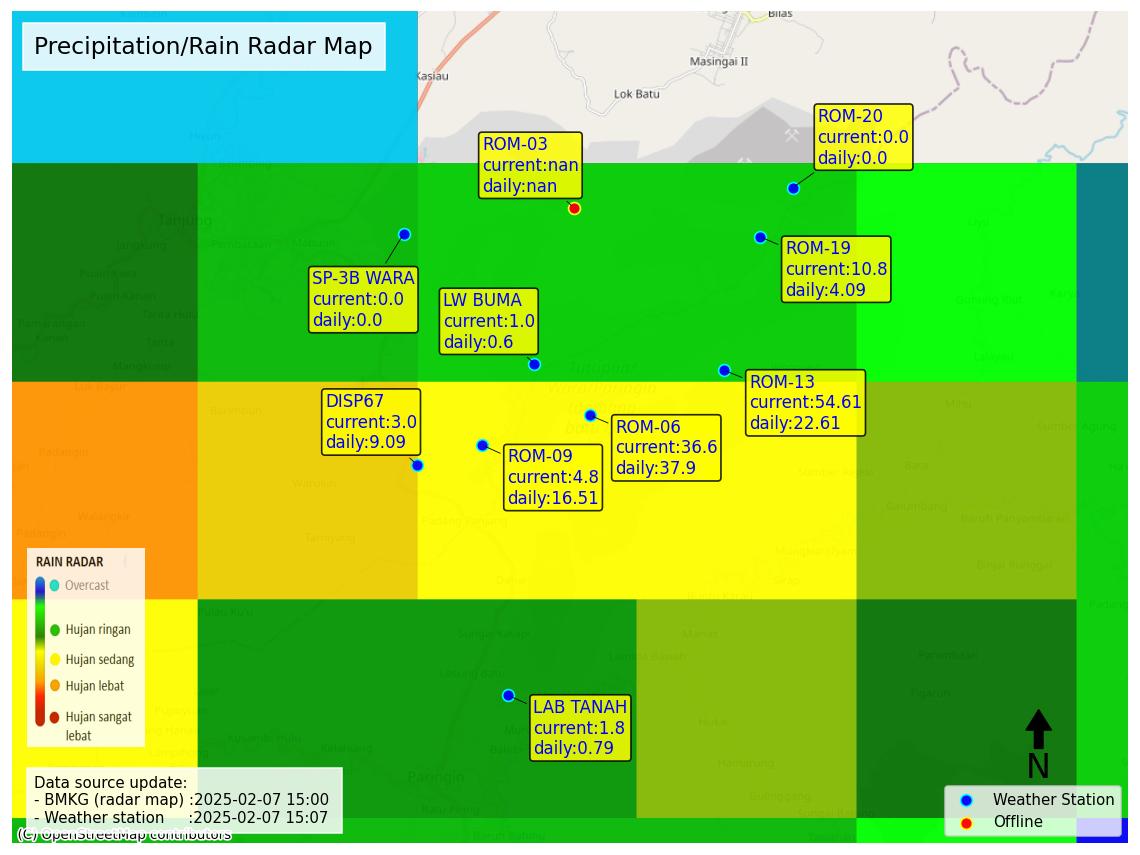 Precipitation/Rain Radar Map
Bilas
Masingai II
Kasiau
Lok Batu
ROM-20
current:0.0
daily:0.0
ROM-03
current:nan
daily:nan
Tanjung
ROM-19
current:10.8
daily:4.09
SP-3B WARA
current:0.0
daily:0.0
LW BUMA
current:1.0
daily:0.6
ROM-13
current:54.61
daily:22.61
DISP67
current:3.0
daily:9.09
ROM-06
current:36.6
daily:37.9
ROM-09
current:4.8
daily:16.51
RAIN RADAR
Overcast
Hujan ringan
Hujan sedang
Hujan lebat
Hujan sangat
lebat
LAB TANAH
current:1.8
daily:0.79
Paringin
N
Data source update:
- BMKG (radar map) :2025-02-07 15:00
- Weather station :2025-02-07 15:07
Weather Station
Offline
(C) OpenStreetMap contributors